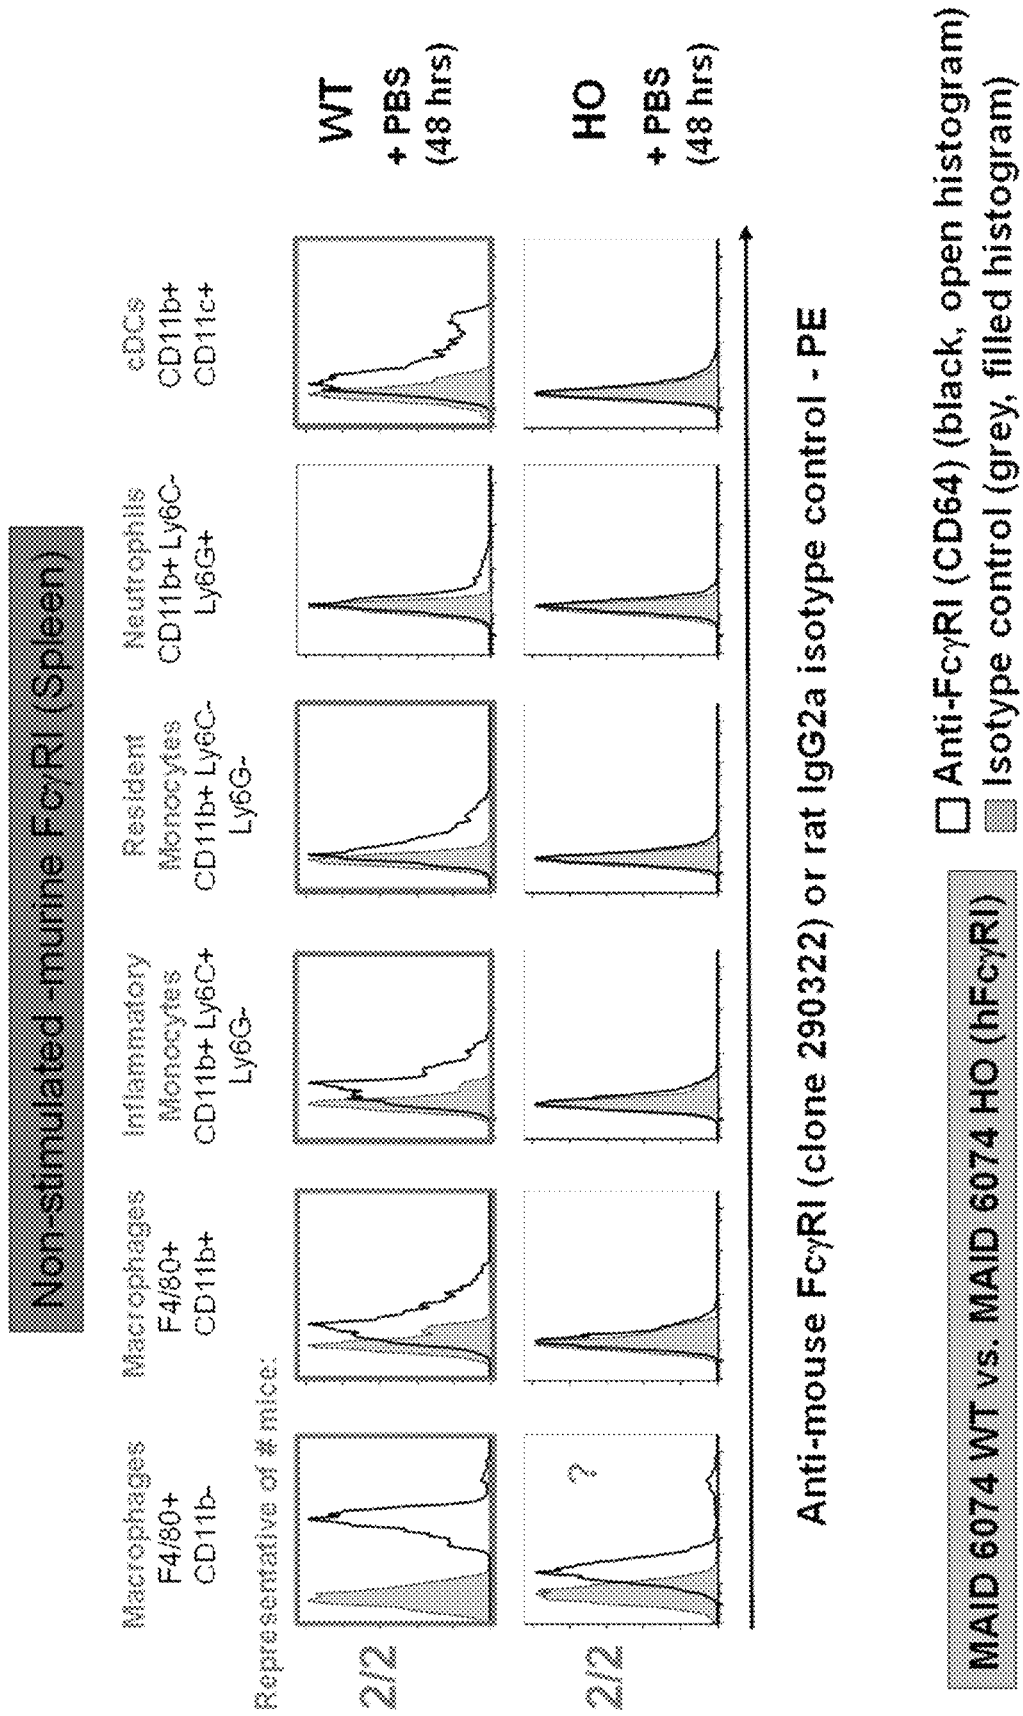 Non-stimulated -murine FcγRI (Spleen)
Macrophages
F4/80+
CD11b-
Macrophages
F4/80+
CD11b+
Inflammatory
Monocytes
CD11b+ Ly6C+
Ly6G-
Resident
Monocytes
CD11b+ Ly6C-
Ly6G-
Neutrophils
CD11b+ Ly6C-
Ly6G+
cDCs
CD11b+
CD11c+
Representative of # mice:
2/2
WT
+ PBS
(48 hrs)
2/2
?
HO
+ PBS
(48 hrs)
Anti-mouse FcγRI (clone 290322) or rat IgG2a isotype control - PE
MAID 6074 WT vs. MAID 6074 HO (hFcγRI)
Anti-FcγRI (CD64) (black, open histogram)
Isotype control (grey, filled histogram)